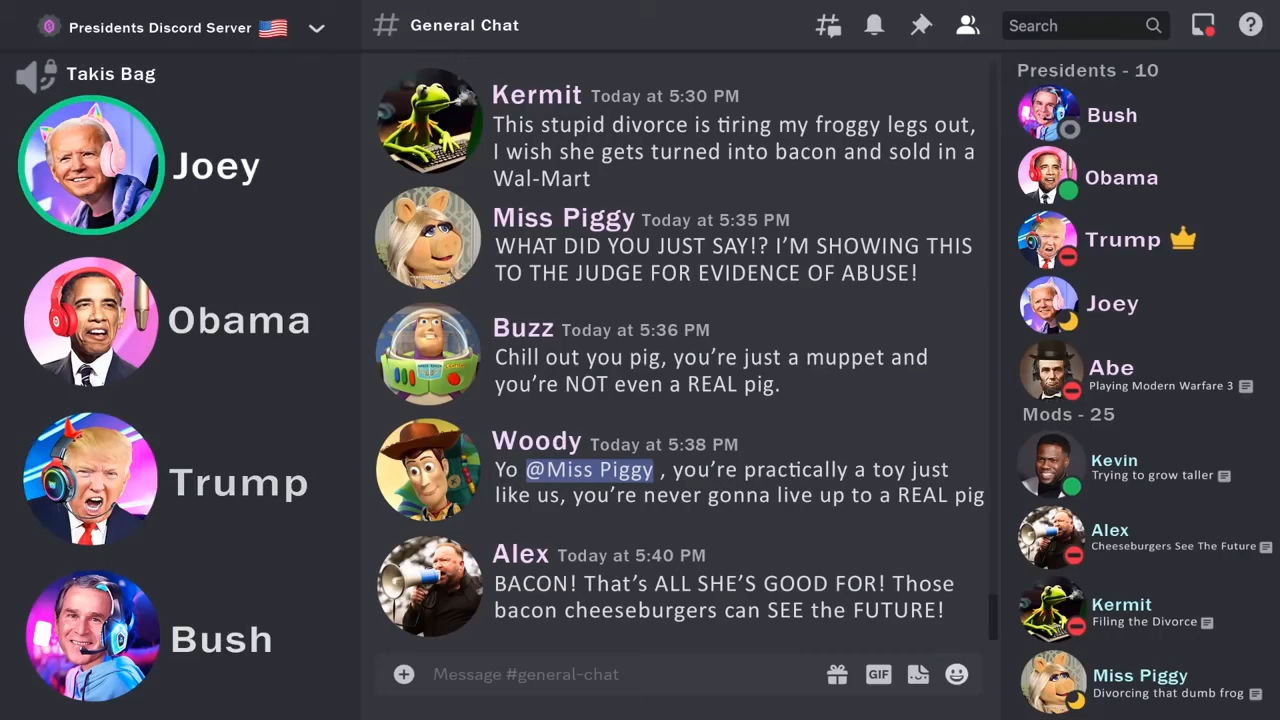 Presidents Discord Server
Takis Bag
Joey
Obama
Trump
Bush
General Chat
Search
Kermit Today at 5:30 PM
This stupid divorce is tiring my froggy legs out,
I wish she gets turned into bacon and sold in a
Wal-Mart
Miss Piggy Today at 5:35 PM
WHAT DID YOU JUST SAY!? I'M SHOWING THIS
TO THE JUDGE FOR EVIDENCE OF ABUSE!
Buzz Today at 5:36 PM
Chill out you pig, you're just a muppet and
you're NOT even a REAL pig.
Woody Today at 5:38 PM
Yo @Miss Piggy , you're practically a toy just
like us, you're never gonna live up to a REAL pig
Alex Today at 5:40 PM
BACON! That's ALL SHE'S GOOD FOR! Those
bacon cheeseburgers can SEE the FUTURE!
Message #general-chat
GIF
Presidents - 10
Bush
Obama
Trump
Joey
Abe
Playing Modern Warfare 3
Mods - 25
Kevin
Trying to grow taller
Alex
Cheeseburgers See The Future
Kermit
Filing the Divorce
Miss Piggy
Divorcing that dumb frog